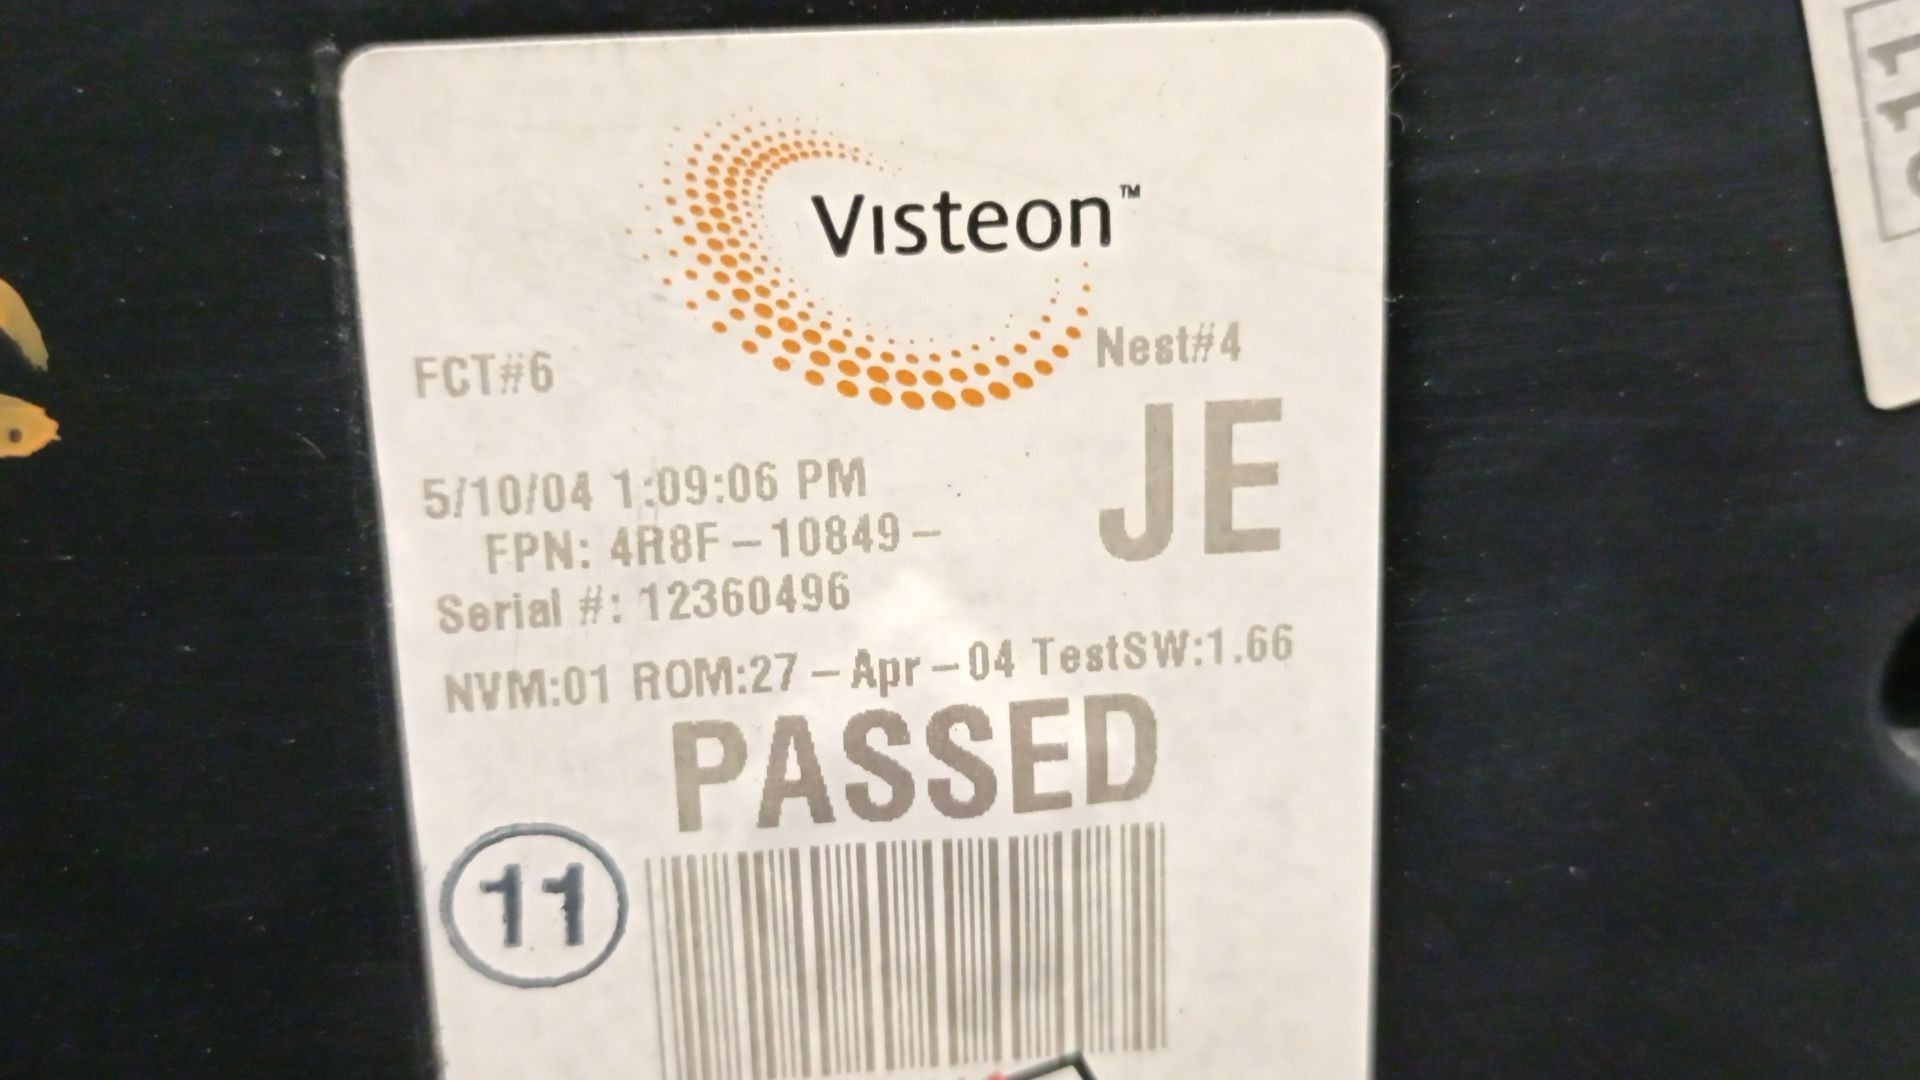 Visteon™
FCT#6
Nest#4
JE
5/10/04 1:09:06 PM
FPN: 4R8F-10849-
Serial #: 12360496
NVM:01 ROM:27-Apr-04 TestSW:1.66
PASSED
11